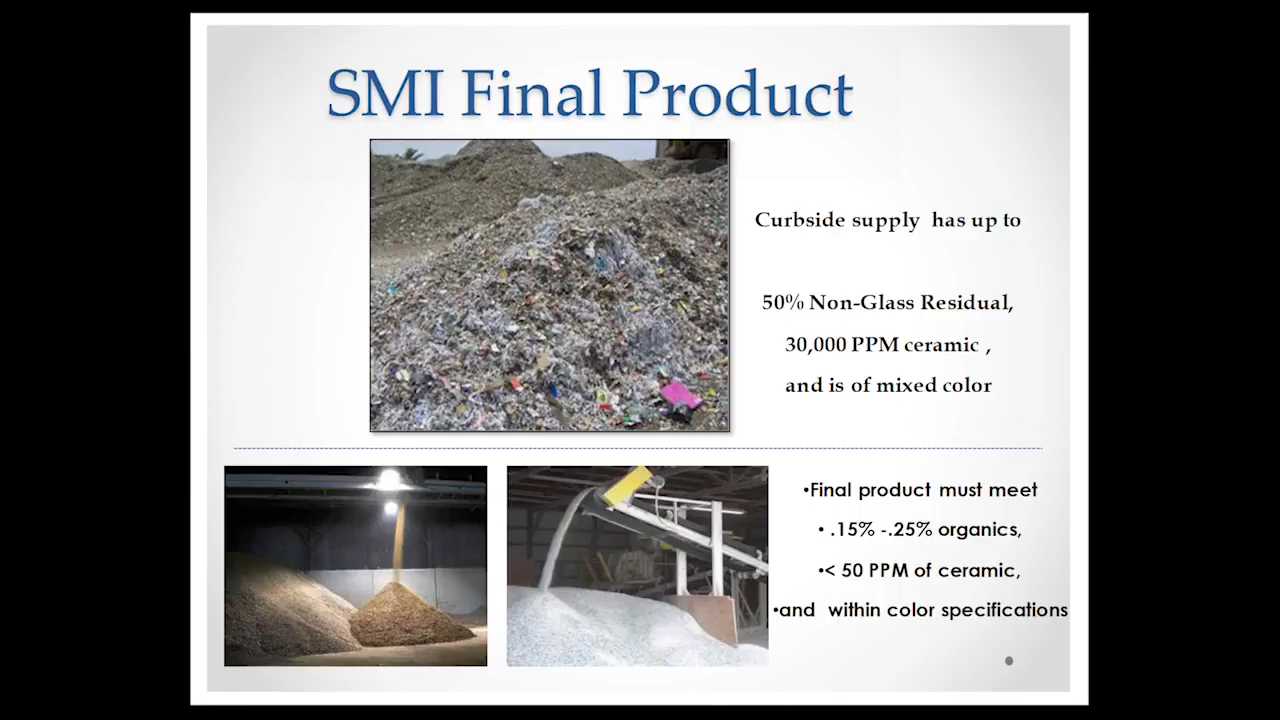 SMI Final Product
Curbside supply has up to
50% Non-Glass Residual,
30,000 PPM ceramic ,
and is of mixed color
•Final product must meet
• .15% -.25% organics,
•< 50 PPM of ceramic,
•and within color specifications